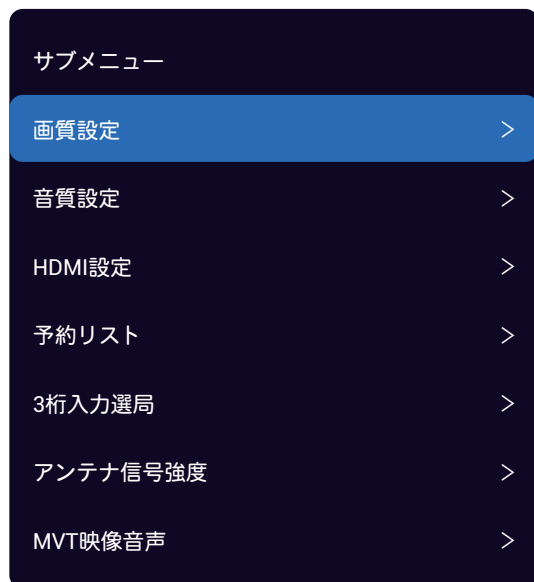 サブメニュー
画質設定
音質設定
HDMI設定
予約リスト
3桁入力選局
アンテナ信号強度
MVT映像音声